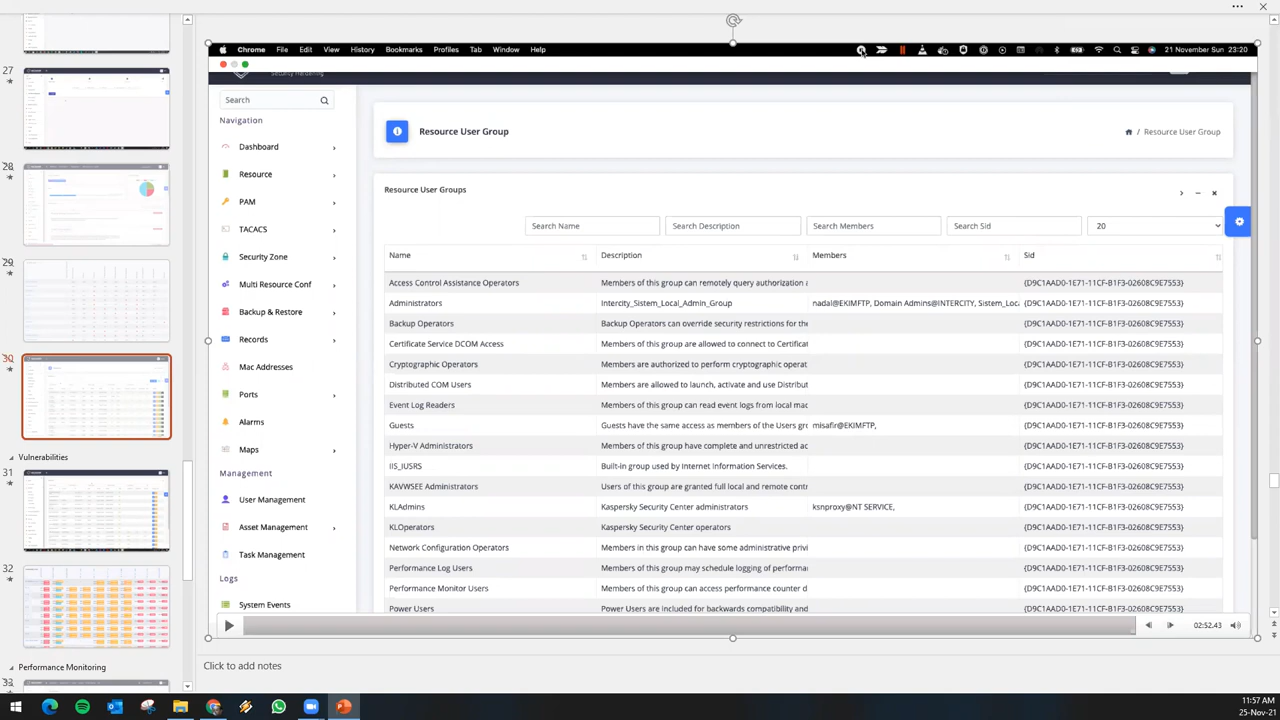 Chrome File Edit View History Bookmarks Profiles Tab Window Help
21 November Sun 23:20
Security Hardening
Search
Navigation
Dashboard
Resource
PAM
TACACS
Security Zone
Multi Resource Conf
Backup & Restore
Records
Mac Addresses
Ports
Alarms
Maps
Management
User Management
Asset Management
Task Management
Logs
System Events
Resource User Group
/ Resource User Group
Resource User Groups
Search Name Search Description Search Members Search Sid 20
Name Description Members Sid
Access Control Assistance Operators Members of this group can remotely query authorization a {D9C1AAD0-1E71-11CF-B1F3-02608C9E7553}
Administrators Intercity_Sistem_Local_Admin_Group nadal@EKIMFTP, Domain Admins@INTERCITY, Sistem_Loc {D9C1AAD0-1E71-11CF-B1F3-02608C9E7553}
Backup Operators Backup Operators can override security restrictions for the {D9C1AAD0-1E71-11CF-B1F3-02608C9E7553}
Certificate Service DCOM Access Members of this group are allowed to connect to Certificat {D9C1AAD0-1E71-11CF-B1F3-02608C9E7553}
Cryptographic Operators Members are authorized to perform cryptographic operat {D9C1AAD0-1E71-11CF-B1F3-02608C9E7553}
Distributed COM Users Members are allowed to launch, activate and use Distribut {D9C1AAD0-1E71-11CF-B1F3-02608C9E7553}
Event Log Readers Members of this group can read event logs from local mac {D9C1AAD0-1E71-11CF-B1F3-02608C9E7553}
Guests Guests have the same access as members of the Users gr misafir@EKIMFTP, {D9C1AAD0-1E71-11CF-B1F3-02608C9E7553}
Hyper-V Administrators Members of this group have complete and unrestricted ac {D9C1AAD0-1E71-11CF-B1F3-02608C9E7553}
IIS_IUSRS Built-in group used by Internet Information Services. {D9C1AAD0-1E71-11CF-B1F3-02608C9E7553}
KAVWSEE Administrators Users of this group are granted full local and remote contr {D9C1AAD0-1E71-11CF-B1F3-02608C9E7553}
KLAdmins Kaspersky Security Center administrators ksnproxy@NT SERVICE, {D9C1AAD0-1E71-11CF-B1F3-02608C9E7553}
KLOperators Kaspersky Security Center operators {D9C1AAD0-1E71-11CF-B1F3-02608C9E7553}
Network Configuration Operators Members in this group can have some administrative privi {D9C1AAD0-1E71-11CF-B1F3-02608C9E7553}
Performance Log Users Members of this group may schedule logging of performa {D9C1AAD0-1E71-11CF-B1F3-02608C9E7553}
Performance Monitor Users Members of this group can access performance counter d {D9C1AAD0-1E71-11CF-B1F3-02608C9E7553}
Power Users Power Users are included for backwards compatibility and {D9C1AAD0-1E71-11CF-B1F3-02608C9E7553}
02:52,43
Click to add notes
27
28
29
30
Vulnerabilities
31
32
Performance Monitoring
33
11:57 AM
25-Nov-21